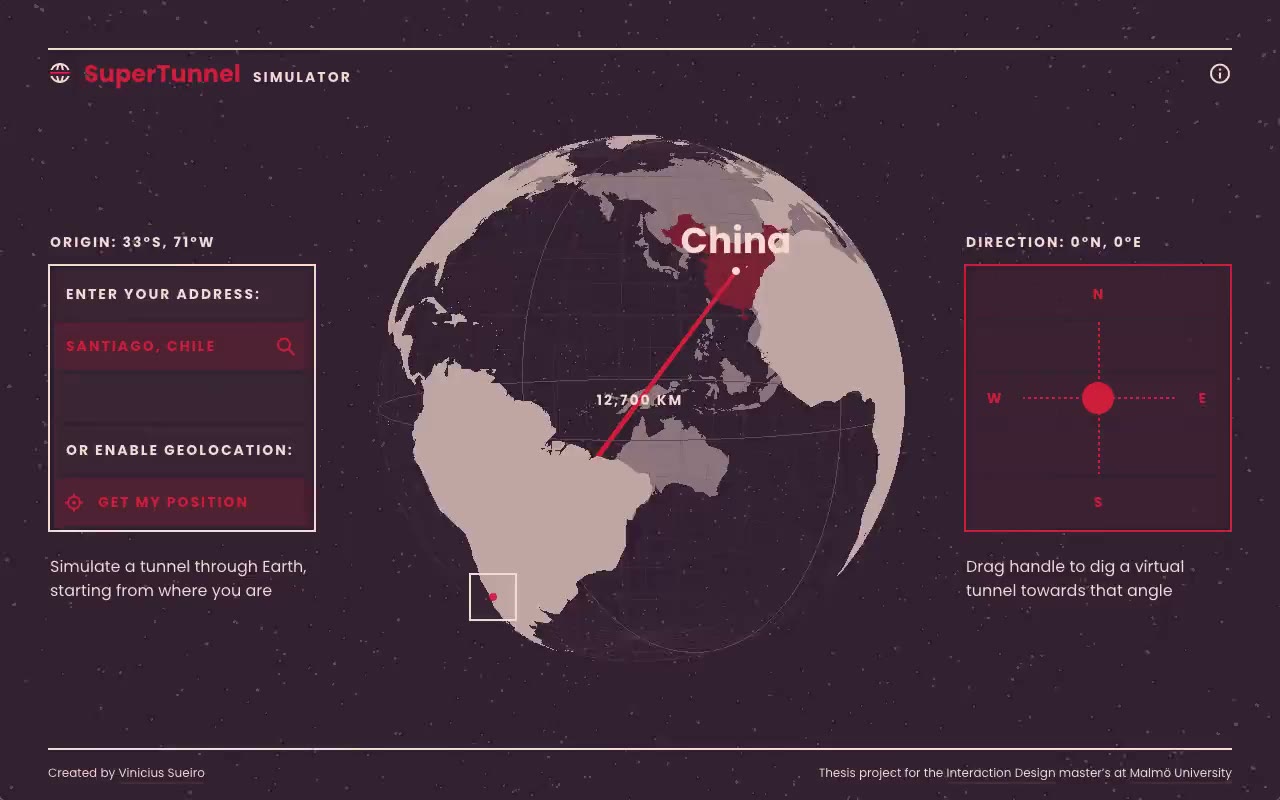 SuperTunnel SIMULATOR
ORIGIN: 33°S, 71°W
ENTER YOUR ADDRESS:
SANTIAGO, CHILE
OR ENABLE GEOLOCATION:
GET MY POSITION
Simulate a tunnel through Earth,
starting from where you are
China
12,700 KM
DIRECTION: 0°N, 0°E
N
W
E
S
Drag handle to dig a virtual
tunnel towards that angle
Created by Vinicius Sueiro
Thesis project for the Interaction Design master's at Malmö University